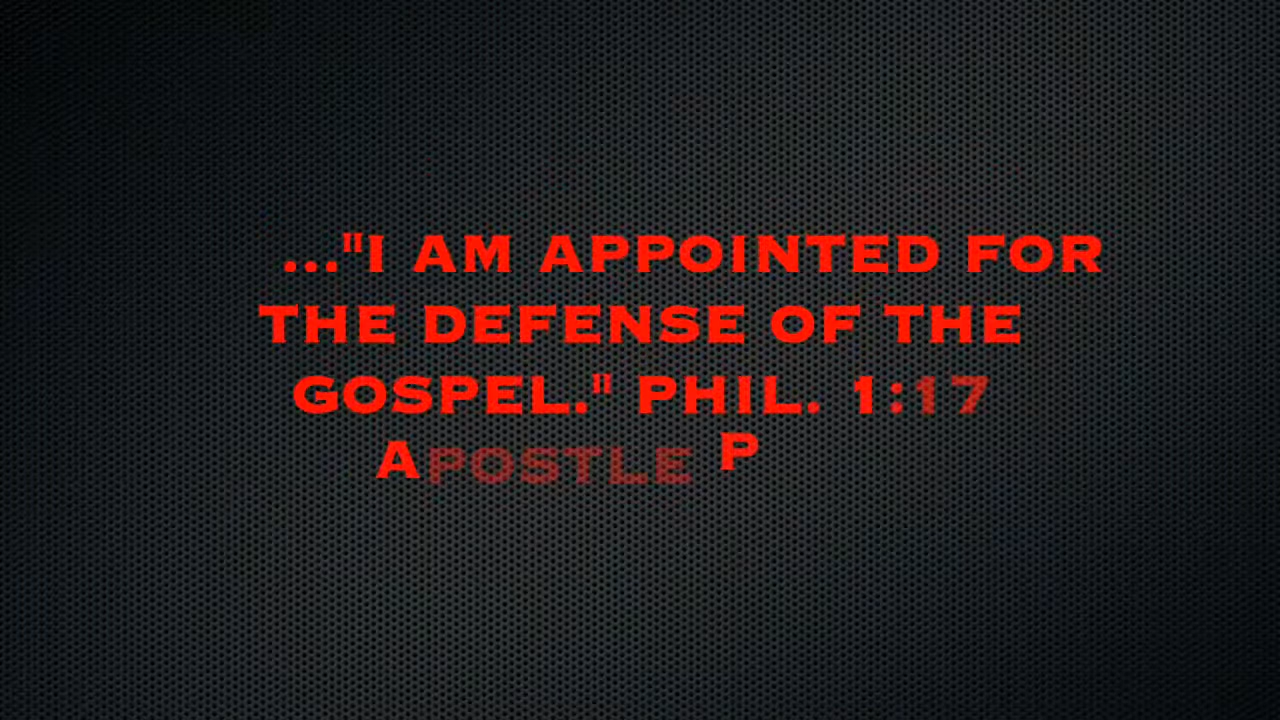 ..."I AM APPOINTED FOR
THE DEFENSE OF THE
GOSPEL." PHIL. 1:17
APOSTLE P